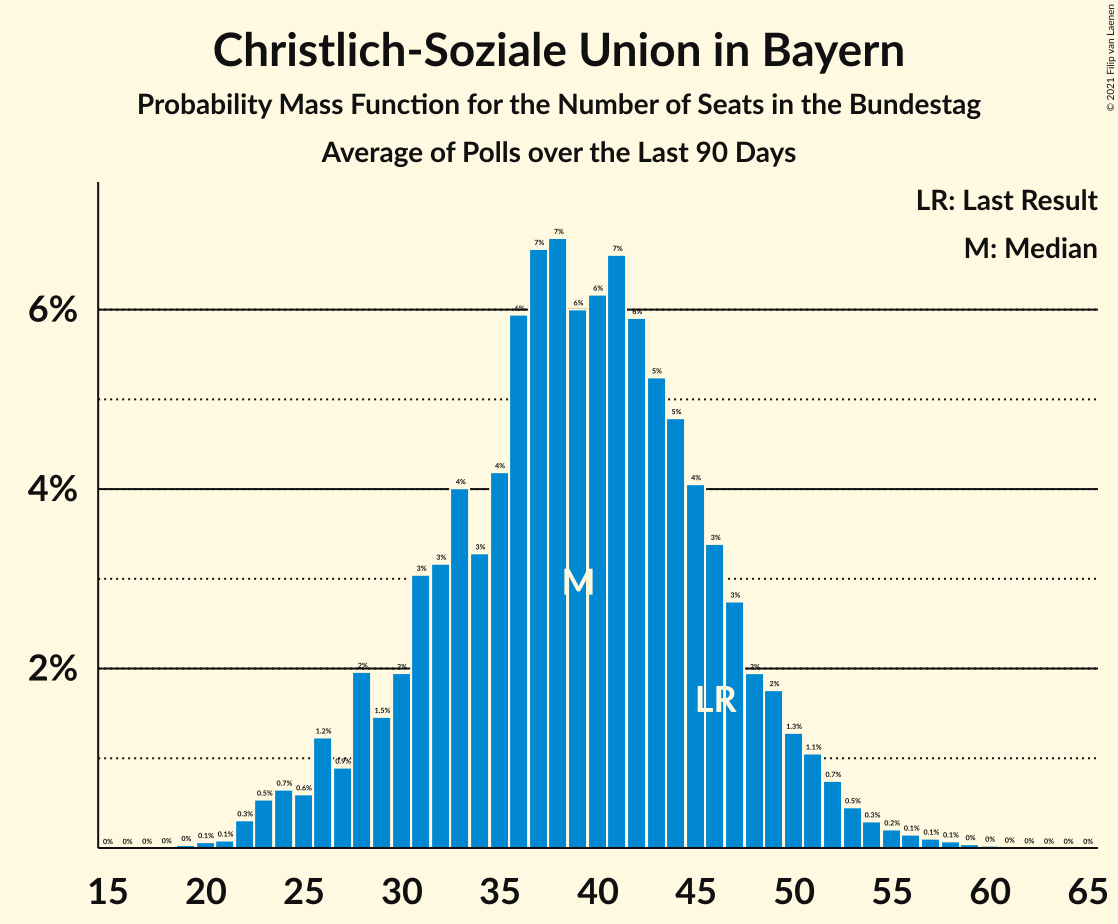 Christlich-Soziale Union in Bayern
Probability Mass Function for the Number of Seats in the Bundestag
Average of Polls over the Last 90 Days
© 2021 Filip van Laenen
LR: Last Result
M: Median
6%
4%
2%
0% 0% 0% 0% 0% 0.1% 0.1% 0.3% 0.5% 0.7% 0.6% 1.2% 0.9% 2% 1.5% 2% 3% 3% 4% 3% 4% 6% 7% 7% 6% 6% 7% 6% 5% 5% 4% 3% 3% 2% 2% 1.3% 1.1% 0.7% 0.5% 0.3% 0.2% 0.1% 0.1% 0.1% 0% 0% 0% 0% 0% 0% 0%
M
LR
15 20 25 30 35 40 45 50 55 60 65